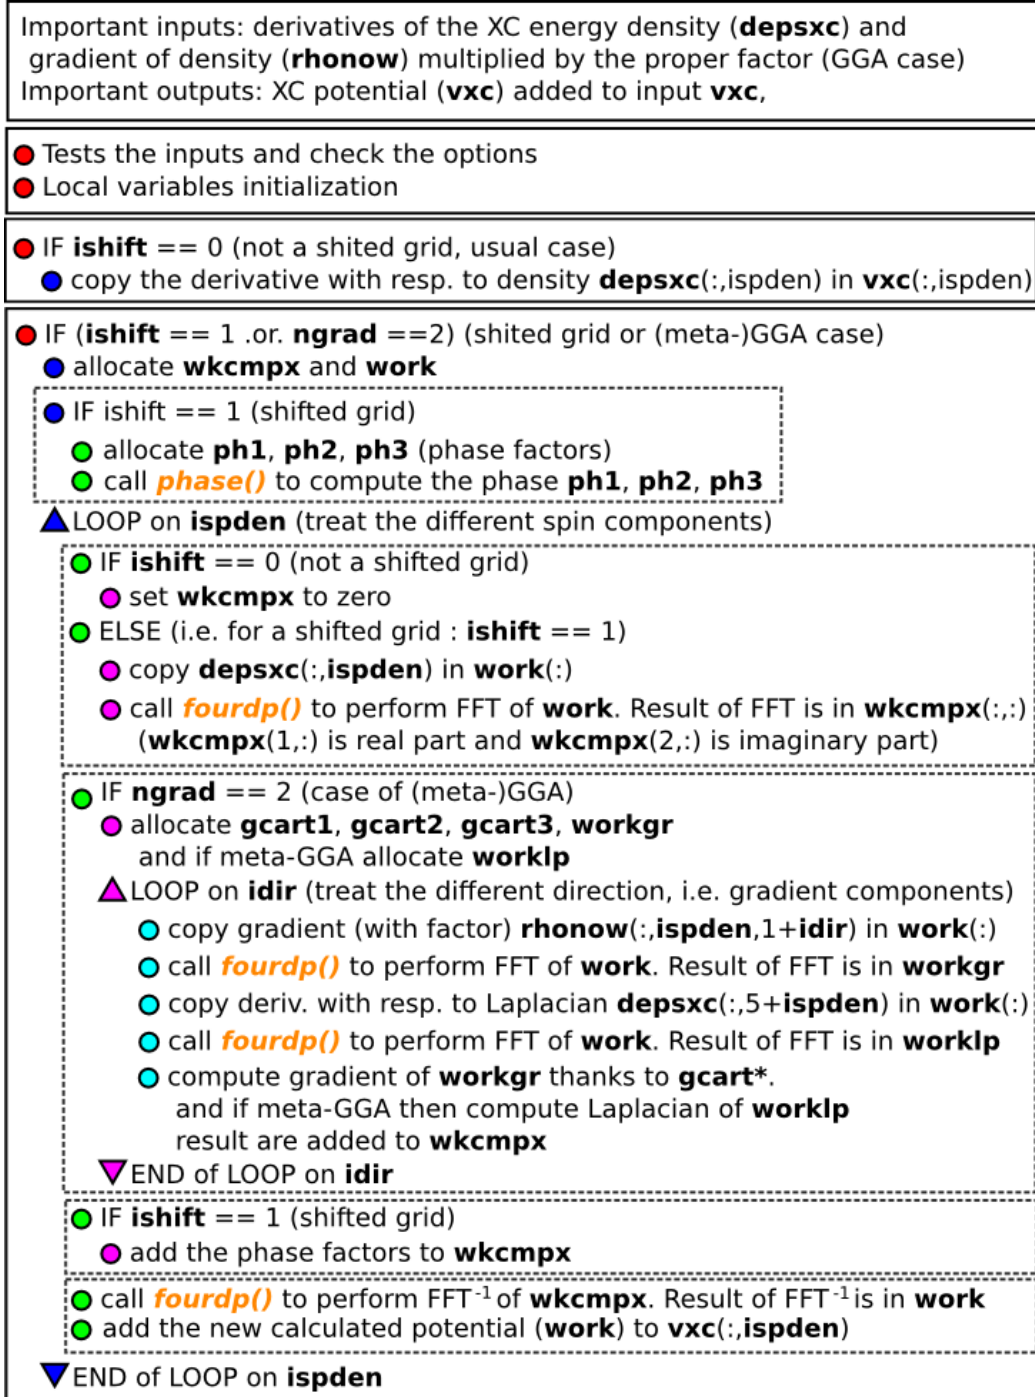 Important inputs: derivatives of the XC energy density (depsxc) and
gradient of density (rhonow) multiplied by the proper factor (GGA case)
Important outputs: XC potential (vxc) added to input vxc,
Tests the inputs and check the options
Local variables initialization
IF ishift == 0 (not a shited grid, usual case)
copy the derivative with resp. to density depsxc(:,ispden) in vxc(:,ispden)
IF (ishift == 1 .or. ngrad ==2) (shited grid or (meta-)GGA case)
allocate wkcmpx and work
IF ishift == 1 (shifted grid)
allocate ph1, ph2, ph3 (phase factors)
call phase() to compute the phase ph1, ph2, ph3
LOOP on ispden (treat the different spin components)
IF ishift == 0 (not a shifted grid)
set wkcmpx to zero
ELSE (i.e. for a shifted grid : ishift == 1)
copy depsxc(:,ispden) in work(:)
call fourdp() to perform FFT of work. Result of FFT is in wkcmpx(:,:)
(wkcmpx(1,:) is real part and wkcmpx(2,:) is imaginary part)
IF ngrad == 2 (case of (meta-)GGA)
allocate gcart1, gcart2, gcart3, workgr
and if meta-GGA allocate worklp
LOOP on idir (treat the different direction, i.e. gradient components)
copy gradient (with factor) rhonow(:,ispden,1+idir) in work(:)
call fourdp() to perform FFT of work. Result of FFT is in workgr
copy deriv. with resp. to Laplacian depsxc(:,5+ispden) in work(:)
call fourdp() to perform FFT of work. Result of FFT is in worklp
compute gradient of workgr thanks to gcart*.
and if meta-GGA then compute Laplacian of worklp
result are added to wkcmpx
END of LOOP on idir
IF ishift == 1 (shifted grid)
add the phase factors to wkcmpx
call fourdp() to perform FFT⁻¹ of wkcmpx. Result of FFT⁻¹ is in work
add the new calculated potential (work) to vxc(:,ispden)
END of LOOP on ispden